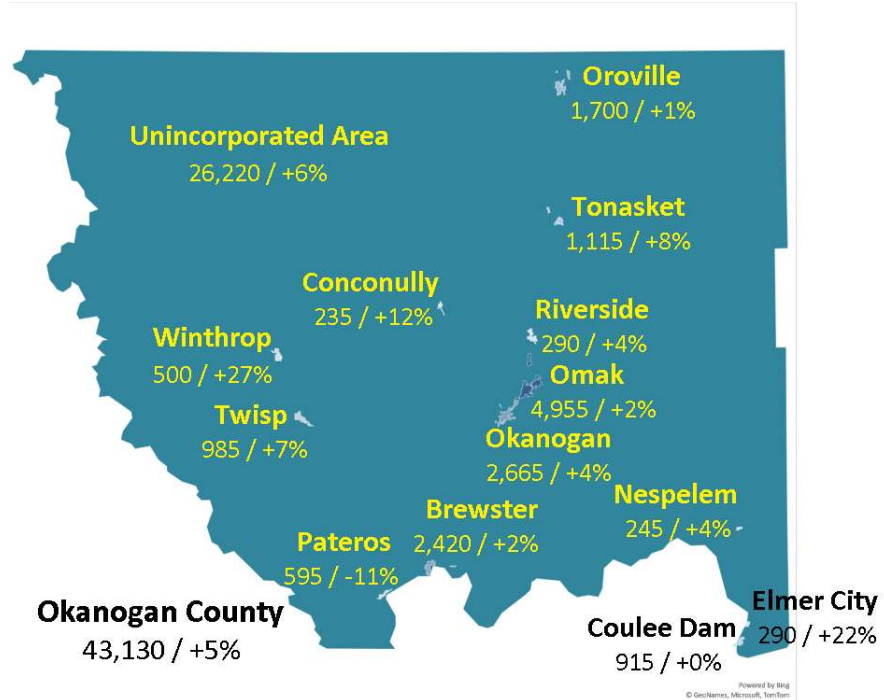 Oroville
1,700 / +1%
Unincorporated Area
26,220 / +6%
Tonasket
1,115 / +8%
Conconully
235 / +12%
Riverside
290 / +4%
Winthrop
500 / +27%
Omak
4,955 / +2%
Twisp
985 / +7%
Okanogan
2,665 / +4%
Nespelem
245 / +4%
Brewster
2,420 / +2%
Pateros
595 / -11%
Okanogan County
43,130 / +5%
Elmer City
290 / +22%
Coulee Dam
915 / +0%
Powered by Bing
© GeoNames, Microsoft, TomTom